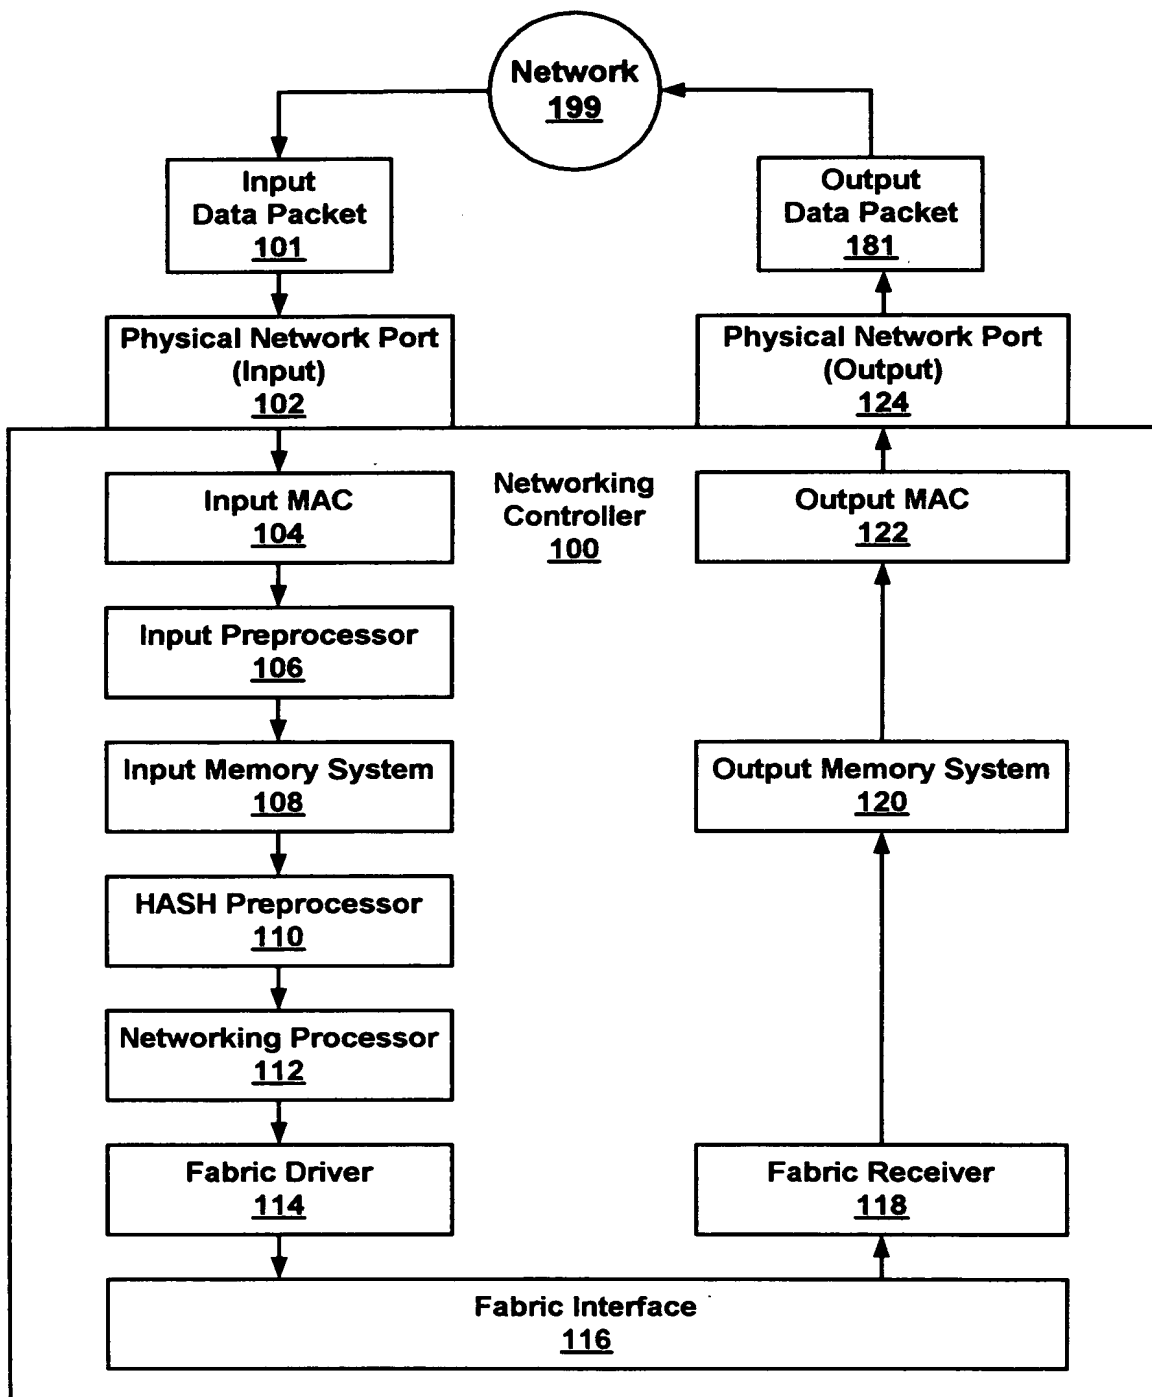 Network
199
Input
Data Packet
101
Output
Data Packet
181
Physical Network Port
(Input)
102
Physical Network Port
(Output)
124
Input MAC
104
Networking
Controller
100
Output MAC
122
Input Preprocessor
106
Input Memory System
108
Output Memory System
120
HASH Preprocessor
110
Networking Processor
112
Fabric Driver
114
Fabric Receiver
118
Fabric Interface
116